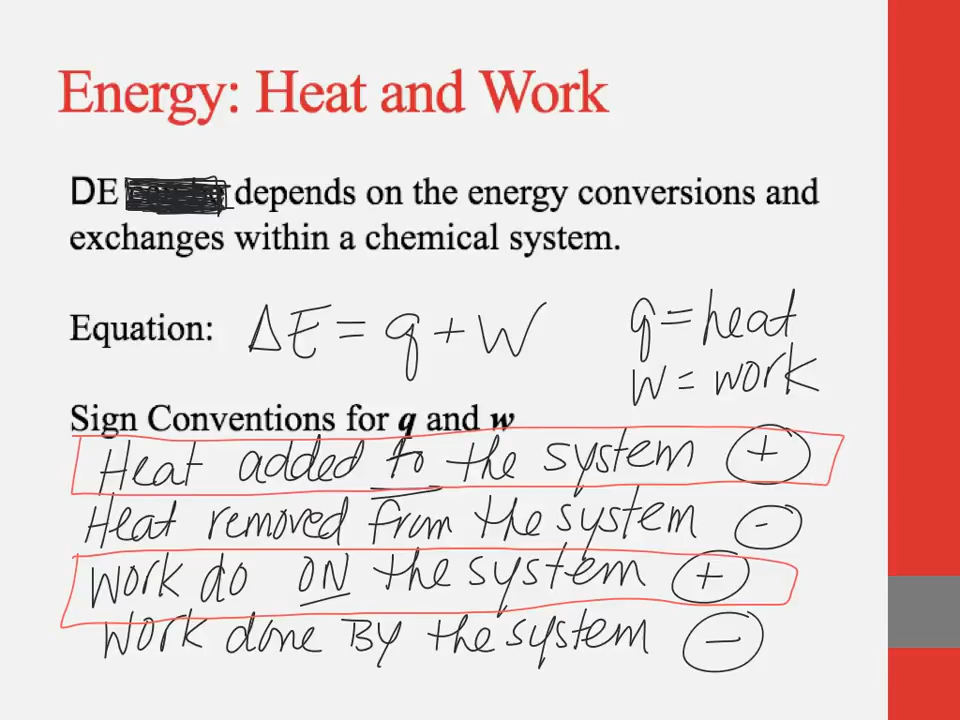 Energy: Heat and Work
DE depends on the energy conversions and
exchanges within a chemical system.
Equation: ΔE = q + W
q = heat
w = work
Sign Conventions for q and w
Heat added to the system +
Heat removed from the system -
Work do ON the system +
Work done By the system -